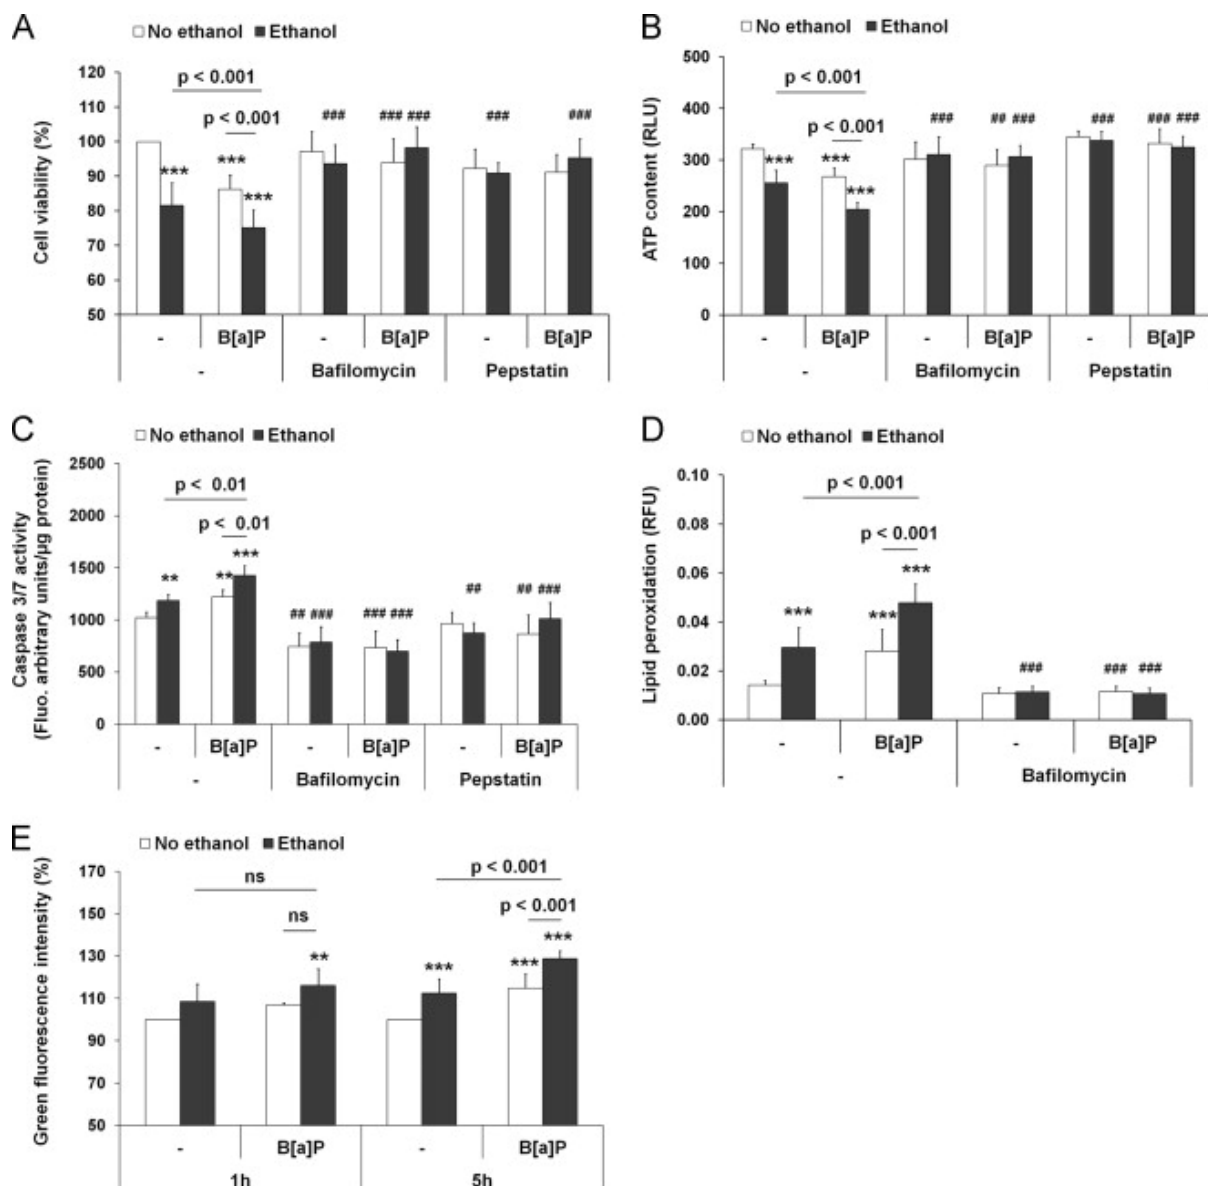 A
No ethanol Ethanol
Cell viability (%)
120
110
100
90
80
70
60
50
p < 0.001
p < 0.001
*** *** ***
### ### ### ### ###
- B[a]P - B[a]P - B[a]P
- Bafilomycin Pepstatin
B
No ethanol Ethanol
ATP content (RLU)
500
400
300
200
100
0
p < 0.001
p < 0.001
*** *** ***
### ## ### ### ### ###
- B[a]P - B[a]P - B[a]P
- Bafilomycin Pepstatin
C
No ethanol Ethanol
Caspase 3/7 activity
(Fluo. arbitrary units/µg protein)
2500
2000
1500
1000
500
0
p < 0.01
p < 0.01
** ** ***
## ### ### ### ## ## ###
- B[a]P - B[a]P - B[a]P
- Bafilomycin Pepstatin
D
No ethanol Ethanol
Lipid peroxidation (RFU)
0.10
0.08
0.06
0.04
0.02
0.00
p < 0.001
p < 0.001
*** *** ***
### ### ###
- B[a]P - B[a]P
- Bafilomycin
E
No ethanol Ethanol
Green fluorescence intensity (%)
170
150
130
110
90
70
50
ns
ns
**
p < 0.001
p < 0.001
*** *** ***
- B[a]P - B[a]P
1h 5h